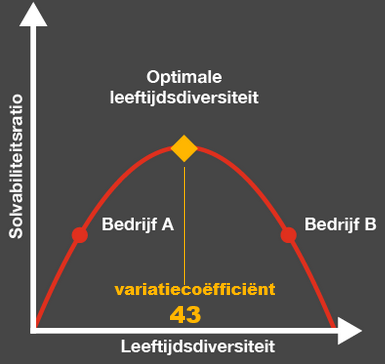 Optimale
leeftijdsdiversiteit
Solvabiliteitsratio
Bedrijf A
Bedrijf B
variatiecoëfficiënt
43
Leeftijdsdiversiteit